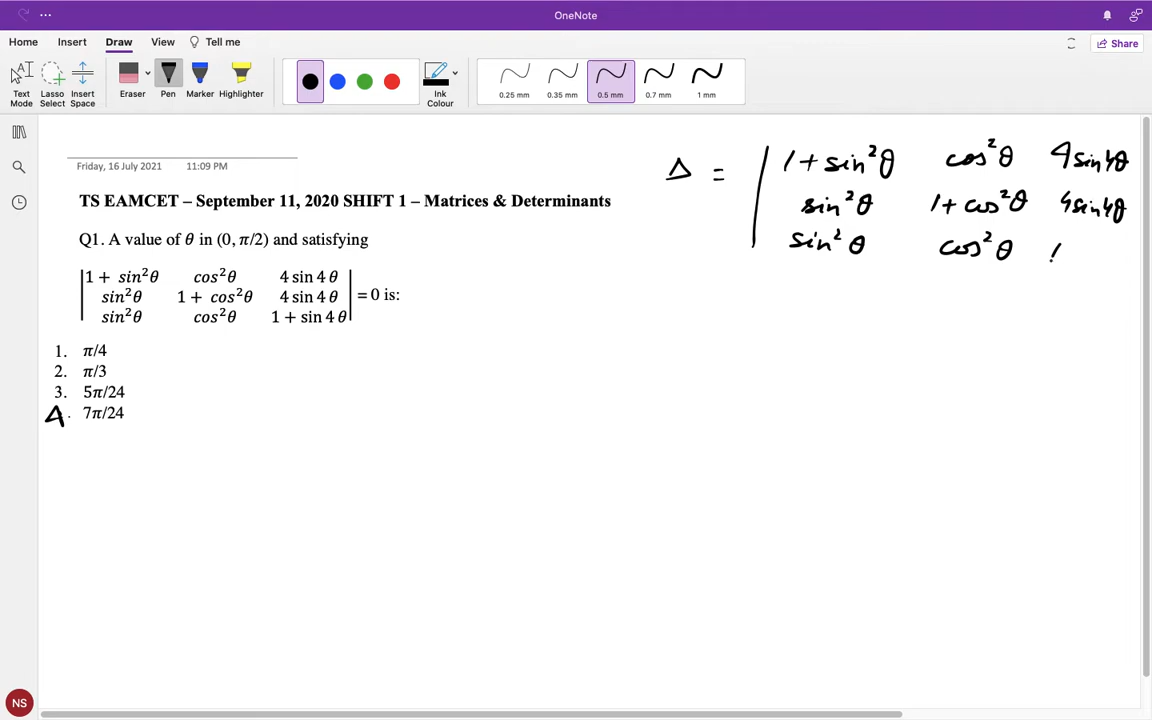 OneNote
Home Insert Draw View Tell me
Share
Text Mode
Lasso Select
Insert Space
Eraser
Pen
Marker
Highlighter
Ink Colour
0.25 mm
0.35 mm
0.5 mm
0.7 mm
1 mm
Friday, 16 July 2021 11:09 PM
TS EAMCET – September 11, 2020 SHIFT 1 – Matrices & Determinants
Q1. A value of θ in (0, π/2) and satisfying
|1 + sin²θ cos²θ 4 sin 4θ|
|sin²θ 1 + cos²θ 4 sin 4θ| = 0 is:
|sin²θ cos²θ 1 + sin 4θ|
1. π/4
2. π/3
3. 5π/24
4. 7π/24
Δ = | 1 + sin²θ cos²θ 4sin4θ
sin²θ 1 + cos²θ 4sin4θ
sin²θ cos²θ
NS